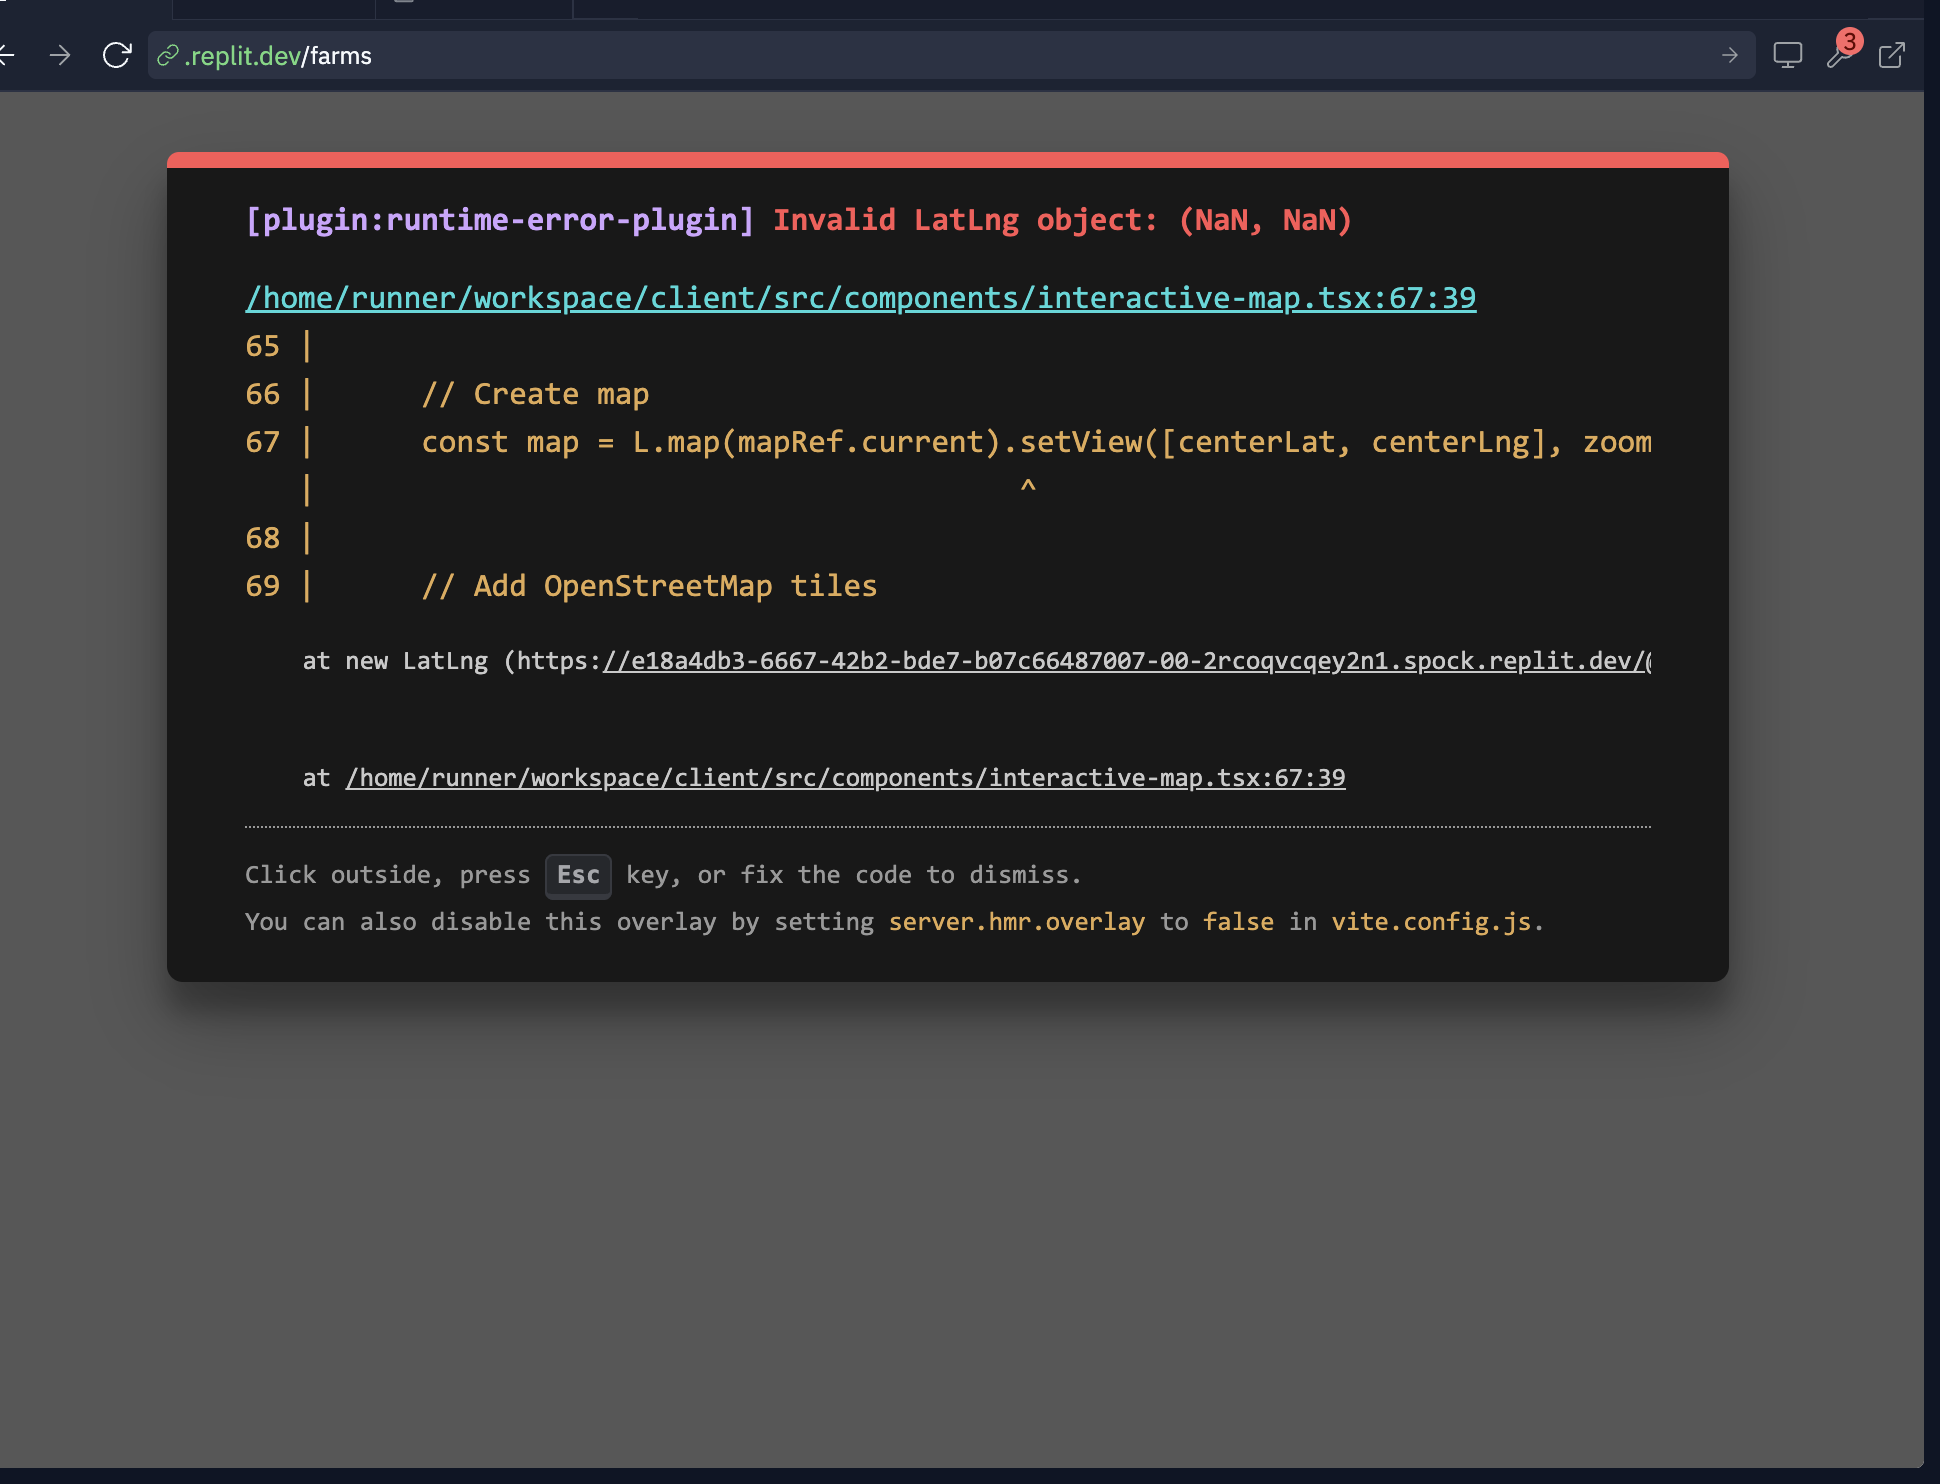 .replit.dev/farms
3
[plugin:runtime-error-plugin] Invalid LatLng object: (NaN, NaN)
/home/runner/workspace/client/src/components/interactive-map.tsx:67:39
65 |
66 |      // Create map
67 |      const map = L.map(mapRef.current).setView([centerLat, centerLng], zoom
   |                                        ^
68 |
69 |      // Add OpenStreetMap tiles
at new LatLng (https://e18a4db3-6667-42b2-bde7-b07c66487007-00-2rcoqvcqey2n1.spock.replit.dev/@
at /home/runner/workspace/client/src/components/interactive-map.tsx:67:39
Click outside, press Esc key, or fix the code to dismiss.
You can also disable this overlay by setting server.hmr.overlay to false in vite.config.js.